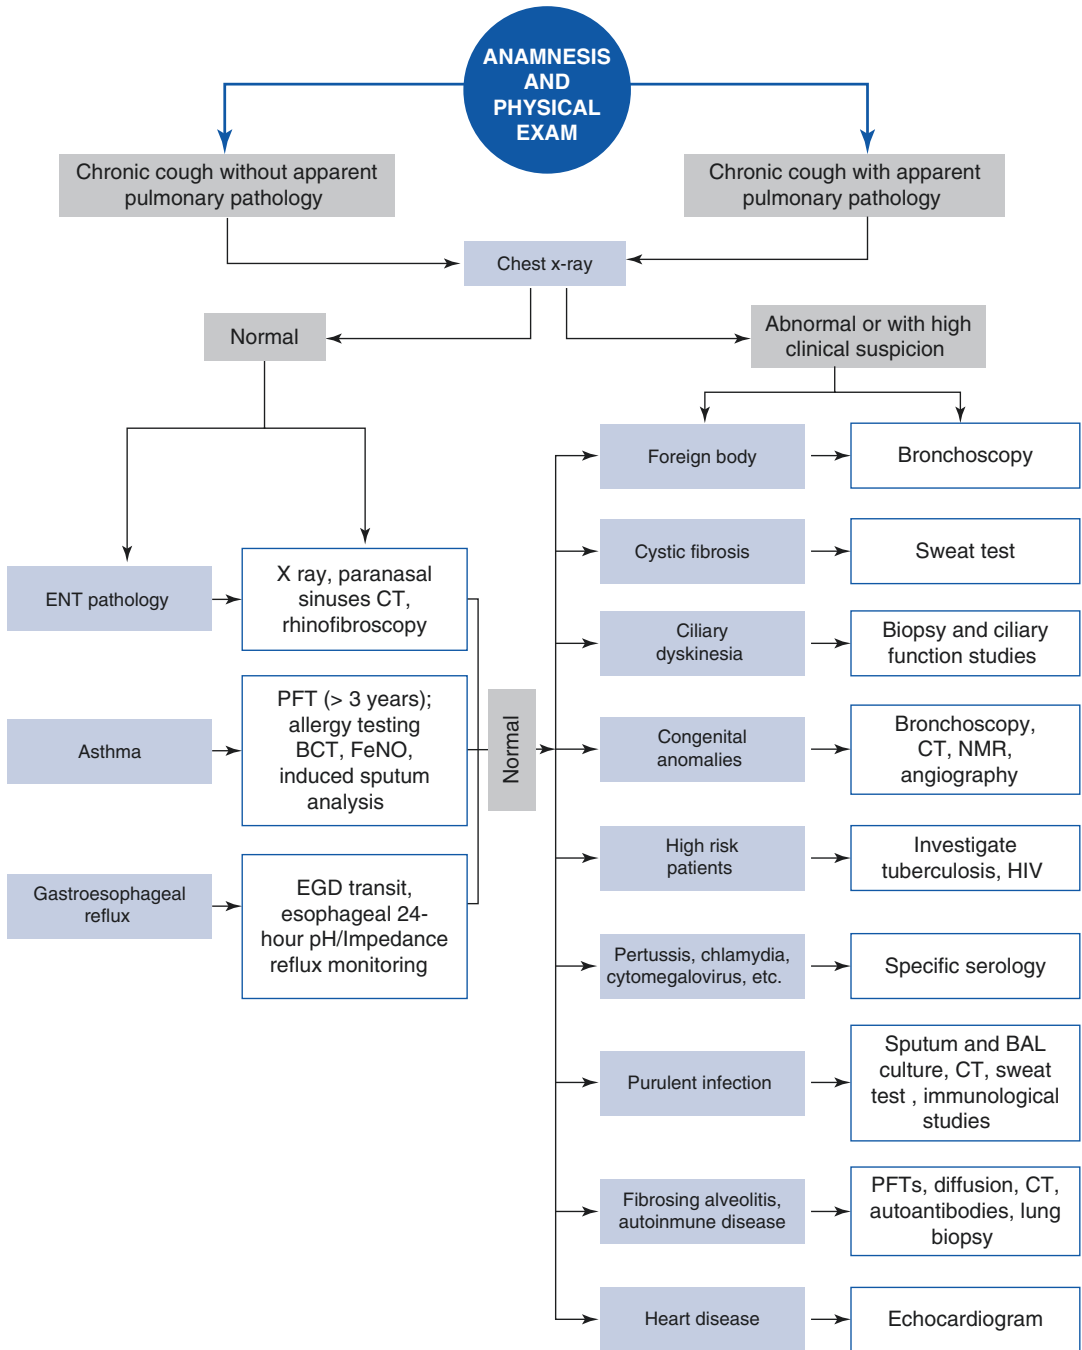 ANAMNESIS
AND
PHYSICAL
EXAM
Chronic cough without apparent
pulmonary pathology
Chronic cough with apparent
pulmonary pathology
Chest x-ray
Normal
Abnormal or with high
clinical suspicion
ENT pathology
X ray, paranasal
sinuses CT,
rhinofibroscopy
Asthma
PFT (> 3 years);
allergy testing
BCT, FeNO,
induced sputum
analysis
Gastroesophageal
reflux
EGD transit,
esophageal 24-
hour pH/Impedance
reflux monitoring
Normal
Foreign body
Bronchoscopy
Cystic fibrosis
Sweat test
Ciliary
dyskinesia
Biopsy and ciliary
function studies
Congenital
anomalies
Bronchoscopy,
CT, NMR,
angiography
High risk
patients
Investigate
tuberculosis, HIV
Pertussis, chlamydia,
cytomegalovirus, etc.
Specific serology
Purulent infection
Sputum and BAL
culture, CT, sweat
test , immunological
studies
Fibrosing alveolitis,
autoinmune disease
PFTs, diffusion, CT,
autoantibodies, lung
biopsy
Heart disease
Echocardiogram